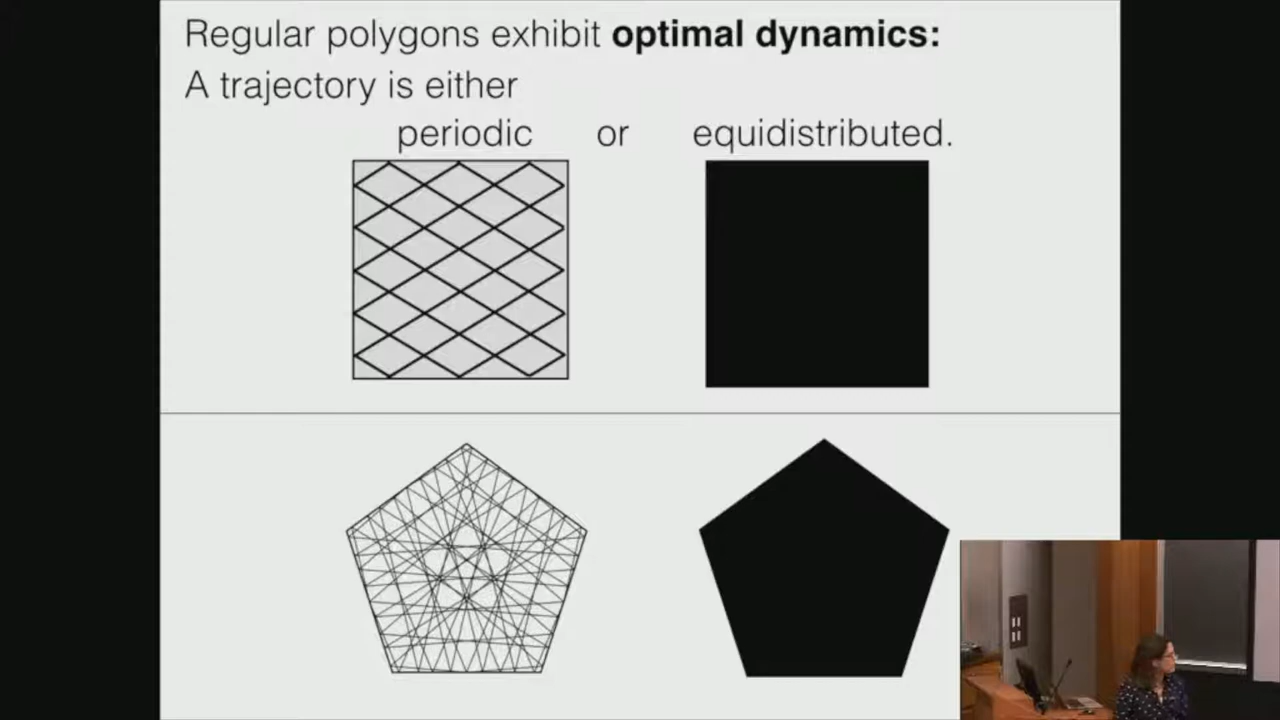 Regular polygons exhibit optimal dynamics:
A trajectory is either
periodic or equidistributed.